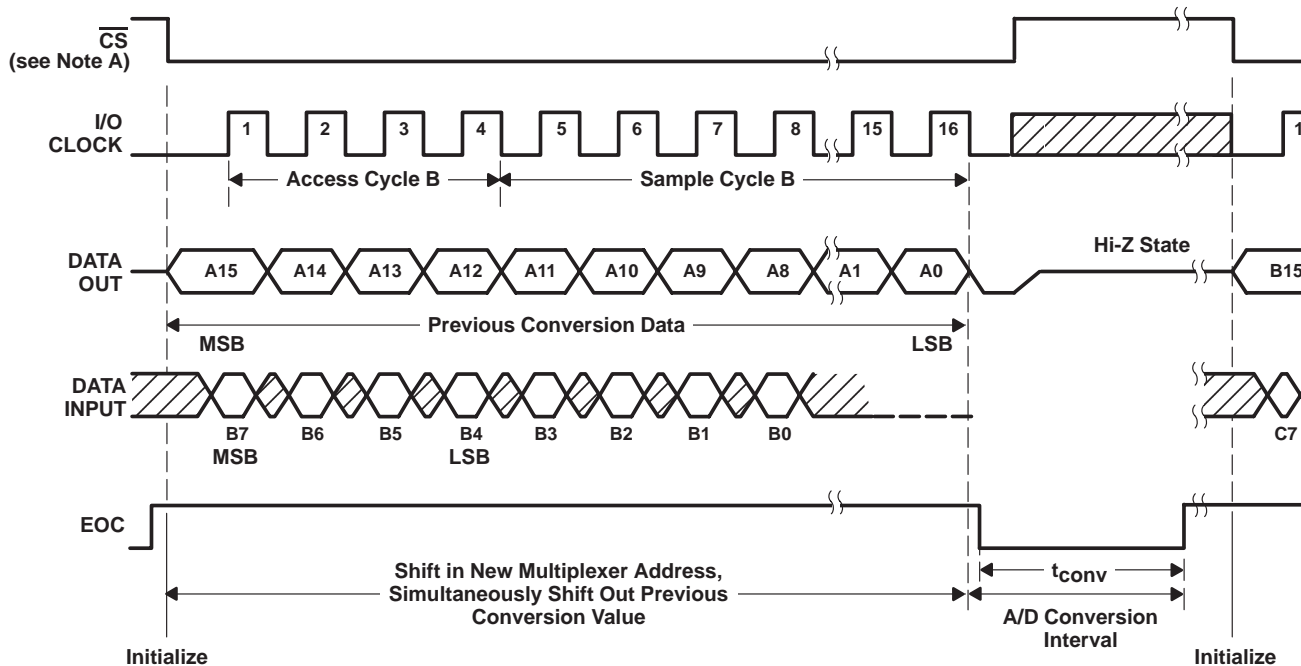 CS
(see Note A)
I/O
CLOCK
1 2 3 4 5 6 7 8 15 16 1
Access Cycle B Sample Cycle B
DATA
OUT
A15 A14 A13 A12 A11 A10 A9 A8 A1 A0 Hi-Z State B15
Previous Conversion Data
MSB LSB
DATA
INPUT
B7 B6 B5 B4 B3 B2 B1 B0 C7
MSB LSB
EOC
Shift in New Multiplexer Address,
Simultaneously Shift Out Previous
Conversion Value
tconv
A/D Conversion
Interval
Initialize Initialize